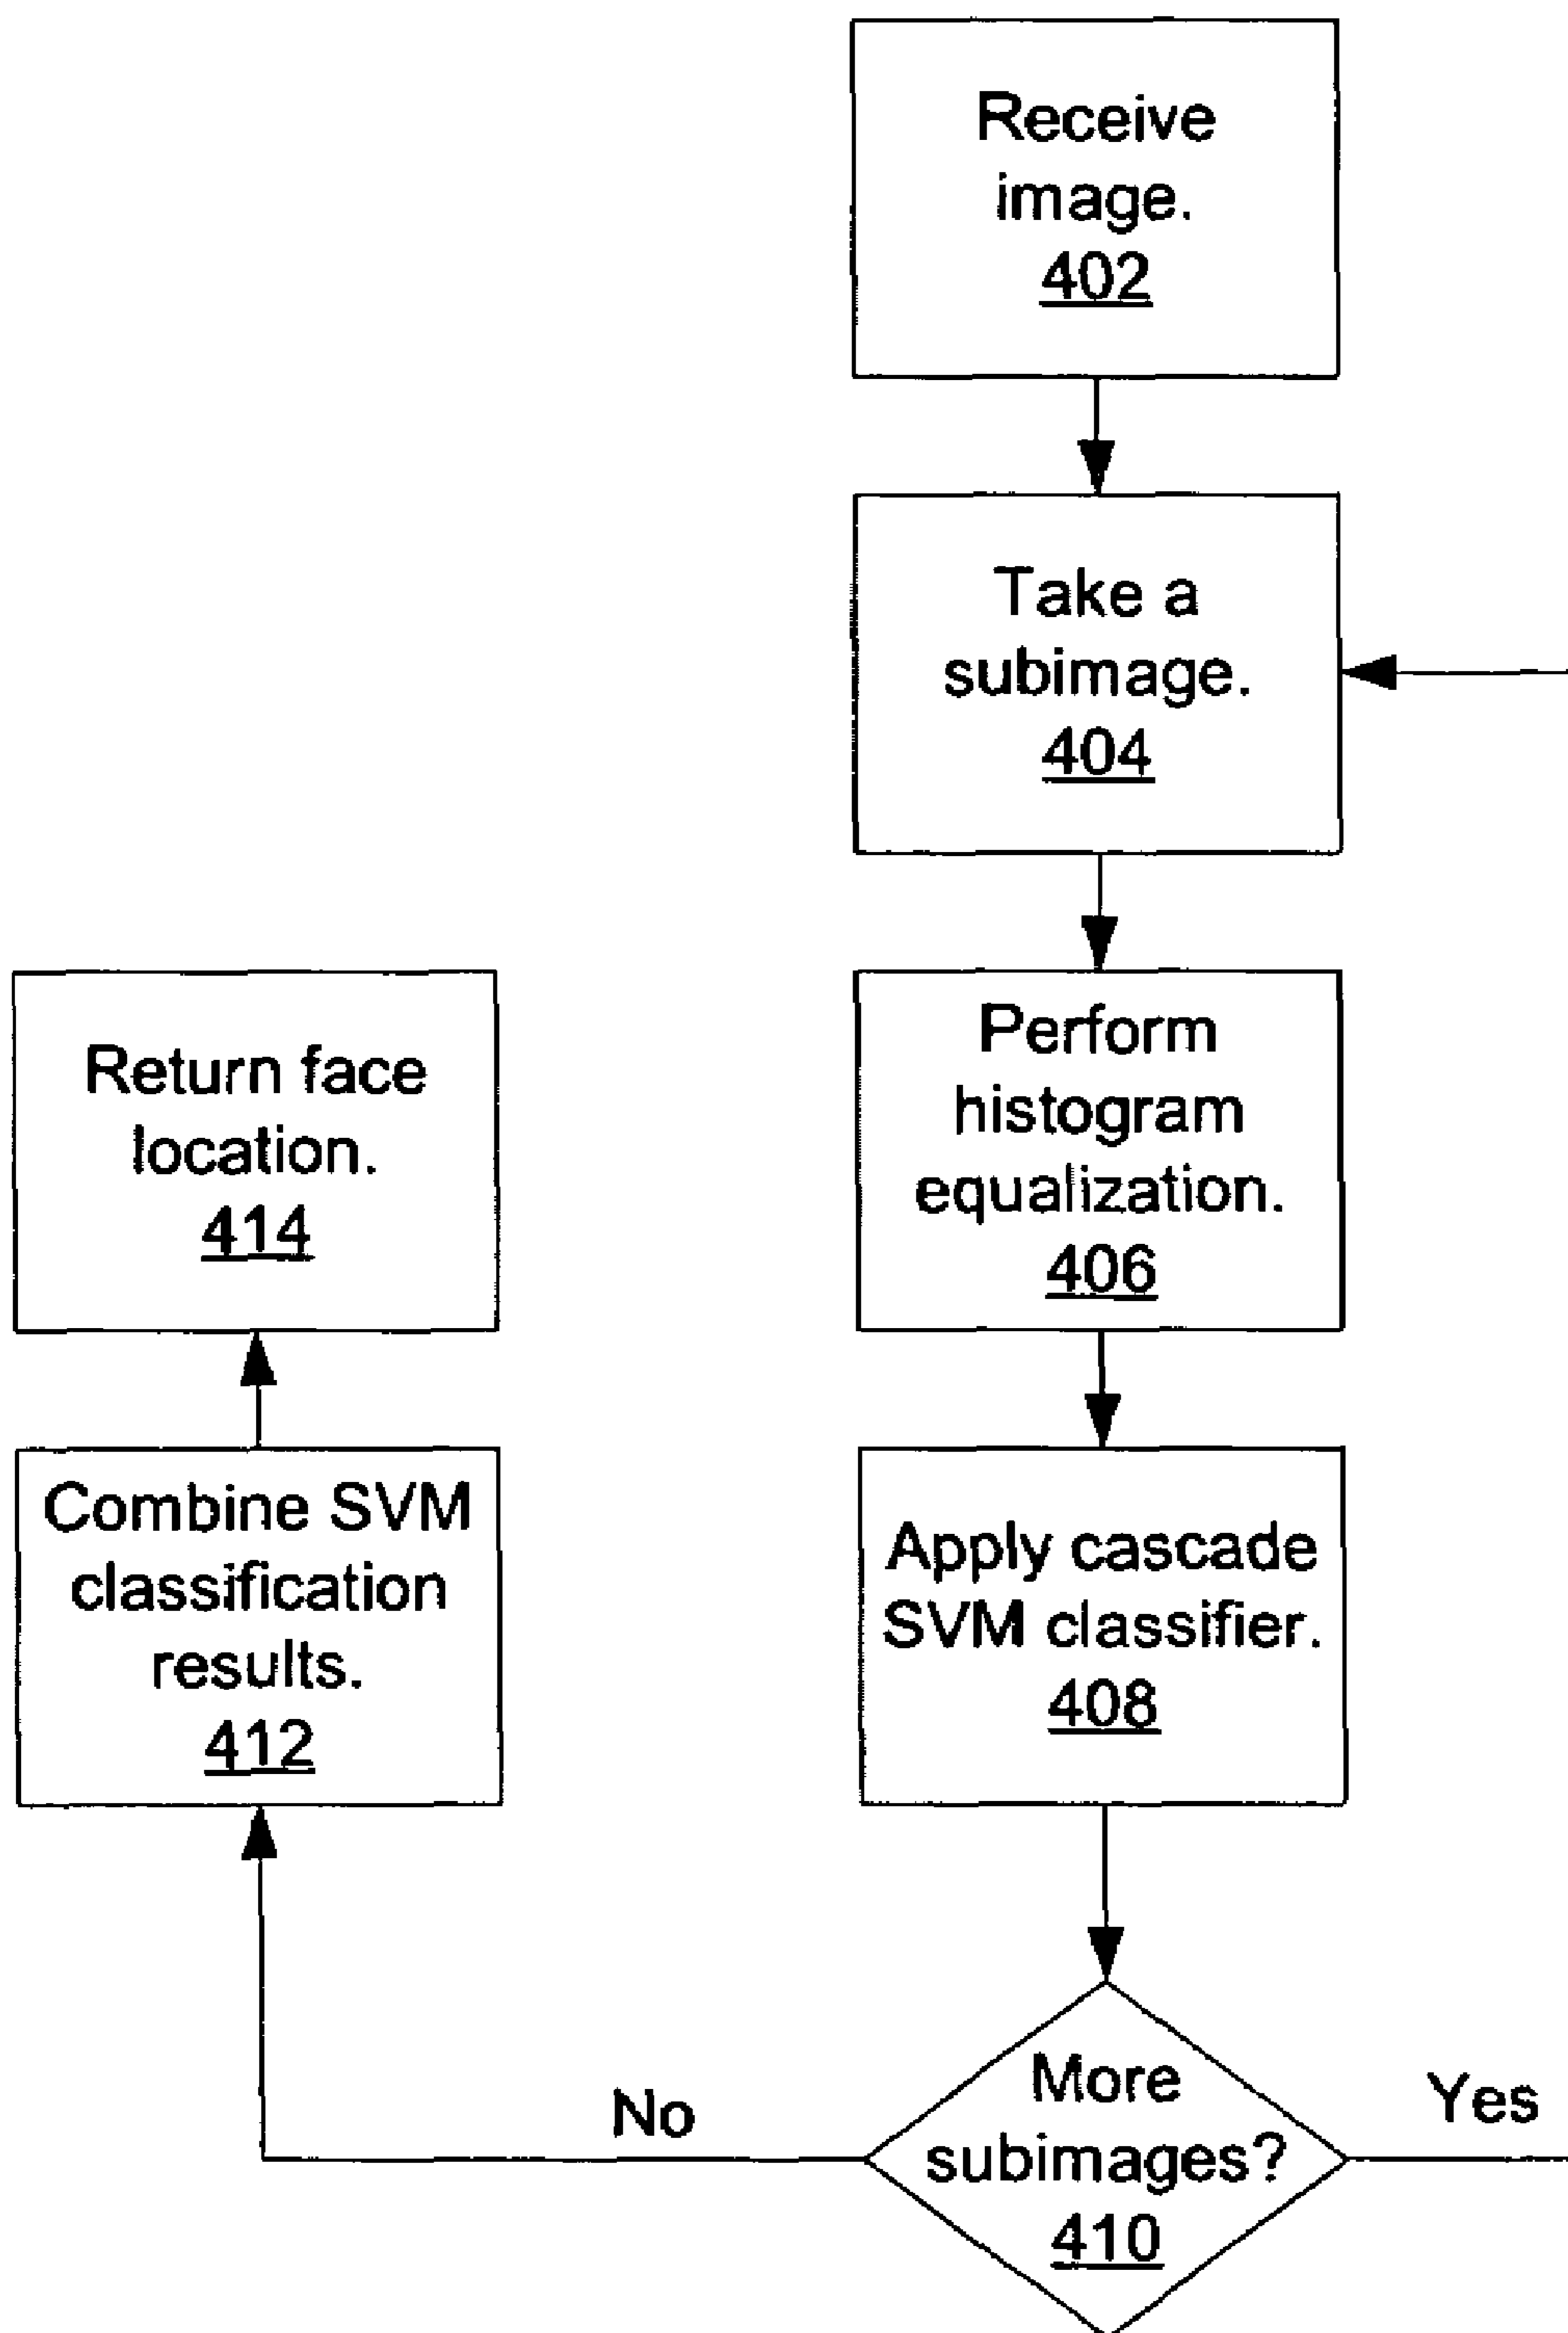 Receive
image.
402
Take a
subimage.
404
Perform
histogram
equalization.
406
Return face
location.
414
Combine SVM
classification
results.
412
Apply cascade
SVM classifier.
408
More
subimages?
410
No
Yes